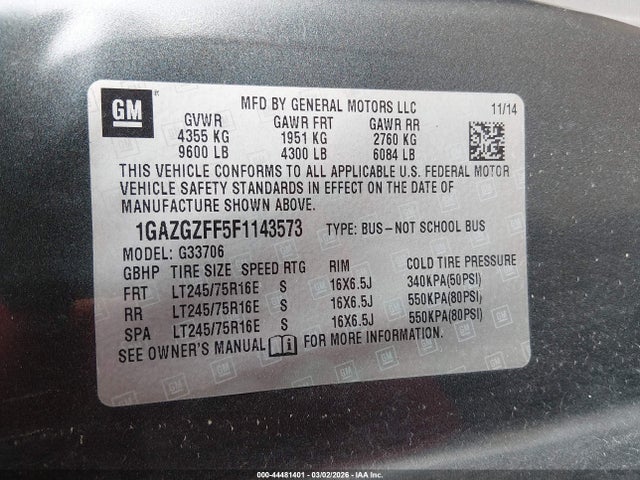 GM
MFD BY GENERAL MOTORS LLC 11/14
GVWR GAWR FRT GAWR RR
4355 KG 1951 KG 2760 KG
9600 LB 4300 LB 6084 LB
THIS VEHICLE CONFORMS TO ALL APPLICABLE U.S. FEDERAL MOTOR
VEHICLE SAFETY STANDARDS IN EFFECT ON THE DATE OF
MANUFACTURE SHOWN ABOVE.
1GAZGZFF5F1143573 TYPE: BUS–NOT SCHOOL BUS
MODEL: G33706
GBHP TIRE SIZE SPEED RTG RIM COLD TIRE PRESSURE
FRT LT245/75R16E S 16X6.5J 340KPA(50PSI)
RR LT245/75R16E S 16X6.5J 550KPA(80PSI)
SPA LT245/75R16E S 16X6.5J 550KPA(80PSI)
SEE OWNER'S MANUAL FOR MORE INFORMATION.
000-44481401 - 03/02/2026 - IAA Inc.